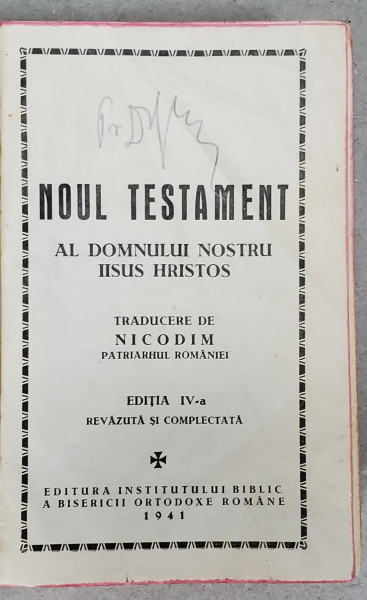 NOUL TESTAMENT
AL DOMNULUI NOSTRU
IISUS HRISTOS
TRADUCERE DE
NICODIM
PATRIARHUL ROMÂNIEI
EDIȚIA IV-a
REVĂZUTĂ ȘI COMPLECTATĂ
EDITURA INSTITUTULUI BIBLIC
A BISERICII ORTODOXE ROMÂNE
1941